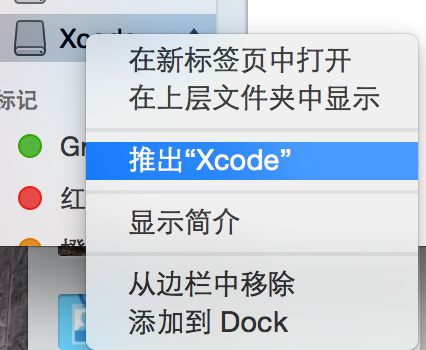 Xcode
在新标签页中打开
在上层文件夹中显示
标记
Gr
推出“Xcode”
红
显示简介
橙
从边栏中移除
添加到 Dock